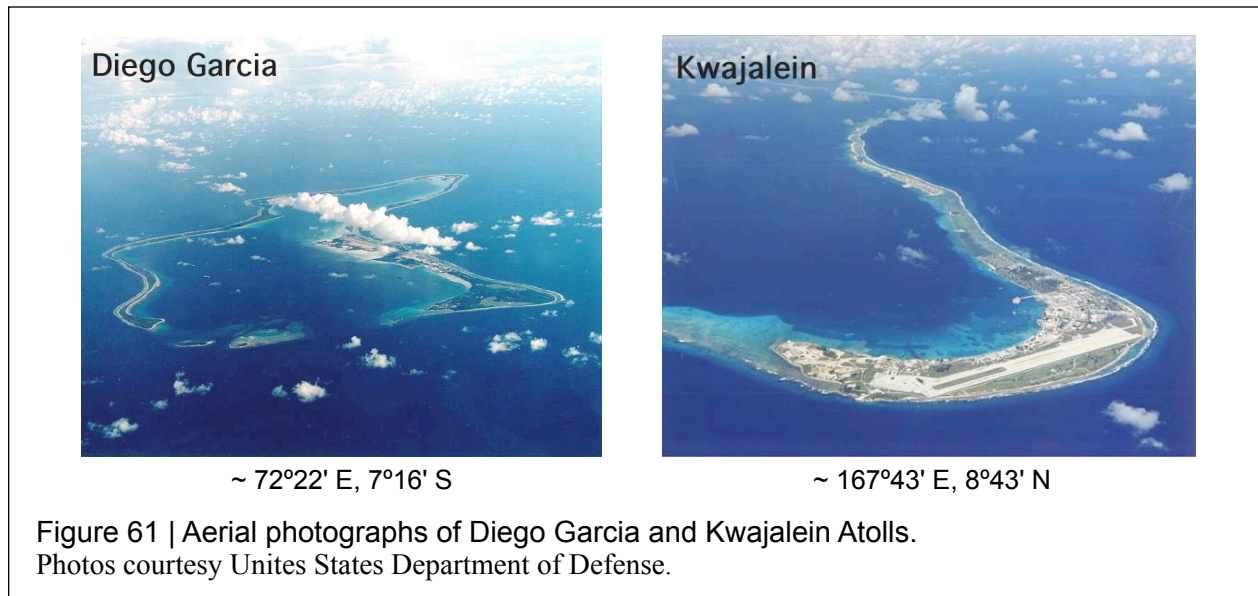 Diego Garcia
Kwajalein
~ 72º22' E, 7º16' S
~ 167º43' E, 8º43' N
Figure 61 | Aerial photographs of Diego Garcia and Kwajalein Atolls.
Photos courtesy Unites States Department of Defense.